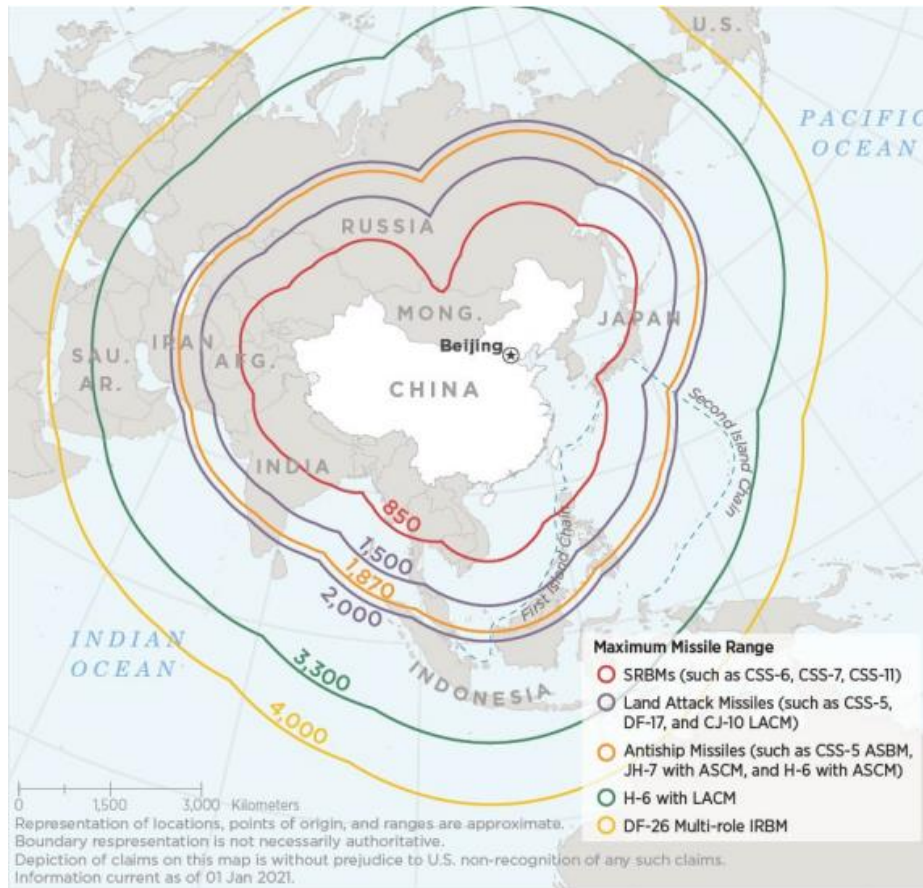 U.S.
PACIFIC
OCEAN
RUSSIA
MONG.
JAPAN
Beijing
IRAN
AFG.
SAU.
AR.
CHINA
Second Island Chain
INDIA
850
1,500
First Island Chain
1,870
2,000
INDIAN
OCEAN
3,300
INDONESIA
4,000
Maximum Missile Range
SRBMs (such as CSS-6, CSS-7, CSS-11)
Land Attack Missiles (such as CSS-5,
DF-17, and CJ-10 LACM)
Antiship Missiles (such as CSS-5 ASBM,
JH-7 with ASCM, and H-6 with ASCM)
H-6 with LACM
DF-26 Multi-role IRBM
0 1,500 3,000 Kilometers
Representation of locations, points of origin, and ranges are approximate.
Boundary respresentation is not necessarily authoritative.
Depiction of claims on this map is without prejudice to U.S. non-recognition of any such claims.
Information current as of 01 Jan 2021.